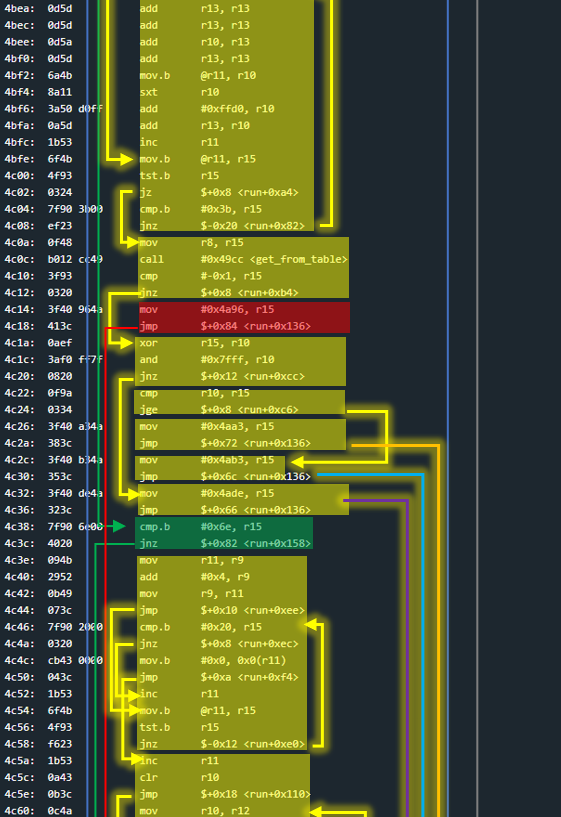 4bea: 0d5d add r13, r13
4bec: 0d5d add r13, r13
4bee: 0d5a add r10, r13
4bf0: 0d5d add r13, r13
4bf2: 6a4b mov.b @r11, r10
4bf4: 8a11 sxt r10
4bf6: 3a50 d0ff add #0xffd0, r10
4bfa: 0a5d add r13, r10
4bfc: 1b53 inc r11
4bfe: 6f4b mov.b @r11, r15
4c00: 4f93 tst.b r15
4c02: 0324 jz $+0x8 <run+0xa4>
4c04: 7f90 3b00 cmp.b #0x3b, r15
4c08: ef23 jnz $-0x20 <run+0x82>
4c0a: 0f48 mov r8, r15
4c0c: b012 cc49 call #0x49cc <get_from_table>
4c10: 3f93 cmp #-0x1, r15
4c12: 0320 jnz $+0x8 <run+0xb4>
4c14: 3f40 964a mov #0x4a96, r15
4c18: 413c jmp $+0x84 <run+0x136>
4c1a: 0aef xor r15, r10
4c1c: 3af0 ff7f and #0x7fff, r10
4c20: 0820 jnz $+0x12 <run+0xcc>
4c22: 0f9a cmp r10, r15
4c24: 0334 jge $+0x8 <run+0xc6>
4c26: 3f40 a34a mov #0x4aa3, r15
4c2a: 383c jmp $+0x72 <run+0x136>
4c2c: 3f40 b34a mov #0x4ab3, r15
4c30: 353c jmp $+0x6c <run+0x136>
4c32: 3f40 de4a mov #0x4ade, r15
4c36: 323c jmp $+0x66 <run+0x136>
4c38: 7f90 6e00 cmp.b #0x6e, r15
4c3c: 4020 jnz $+0x82 <run+0x158>
4c3e: 094b mov r11, r9
4c40: 2952 add #0x4, r9
4c42: 0b49 mov r9, r11
4c44: 073c jmp $+0x10 <run+0xee>
4c46: 7f90 2000 cmp.b #0x20, r15
4c4a: 0320 jnz $+0x8 <run+0xec>
4c4c: cb43 0000 mov.b #0x0, 0x0(r11)
4c50: 043c jmp $+0xa <run+0xf4>
4c52: 1b53 inc r11
4c54: 6f4b mov.b @r11, r15
4c56: 4f93 tst.b r15
4c58: f623 jnz $-0x12 <run+0xe0>
4c5a: 1b53 inc r11
4c5c: 0a43 clr r10
4c5e: 0b3c jmp $+0x18 <run+0x110>
4c60: 0c4a mov r10, r12